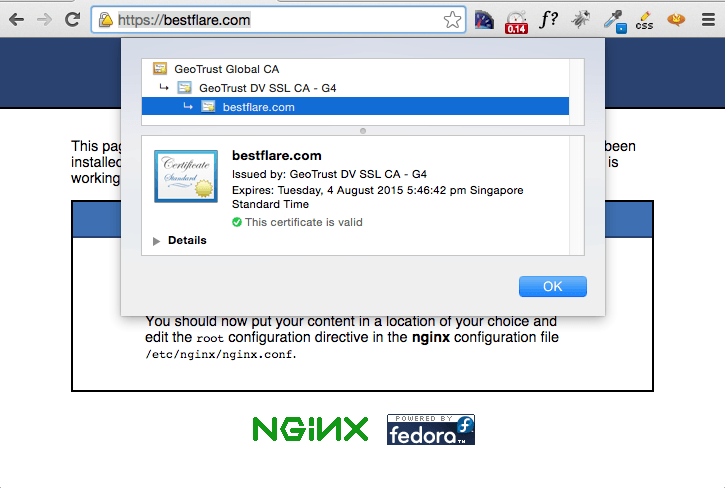 https://bestflare.com
0.14
f?
css
GeoTrust Global CA
GeoTrust DV SSL CA - G4
bestflare.com
Certificate
Standard
bestflare.com
Issued by: GeoTrust DV SSL CA - G4
Expires: Tuesday, 4 August 2015 5:46:42 pm Singapore
Standard Time
This certificate is valid
Details
OK
This pag
been
installed
is
working
You should now put your content in a location of your choice and
edit the root configuration directive in the nginx configuration file
/etc/nginx/nginx.conf.
NGiNX
POWERED BY
fedora
TM